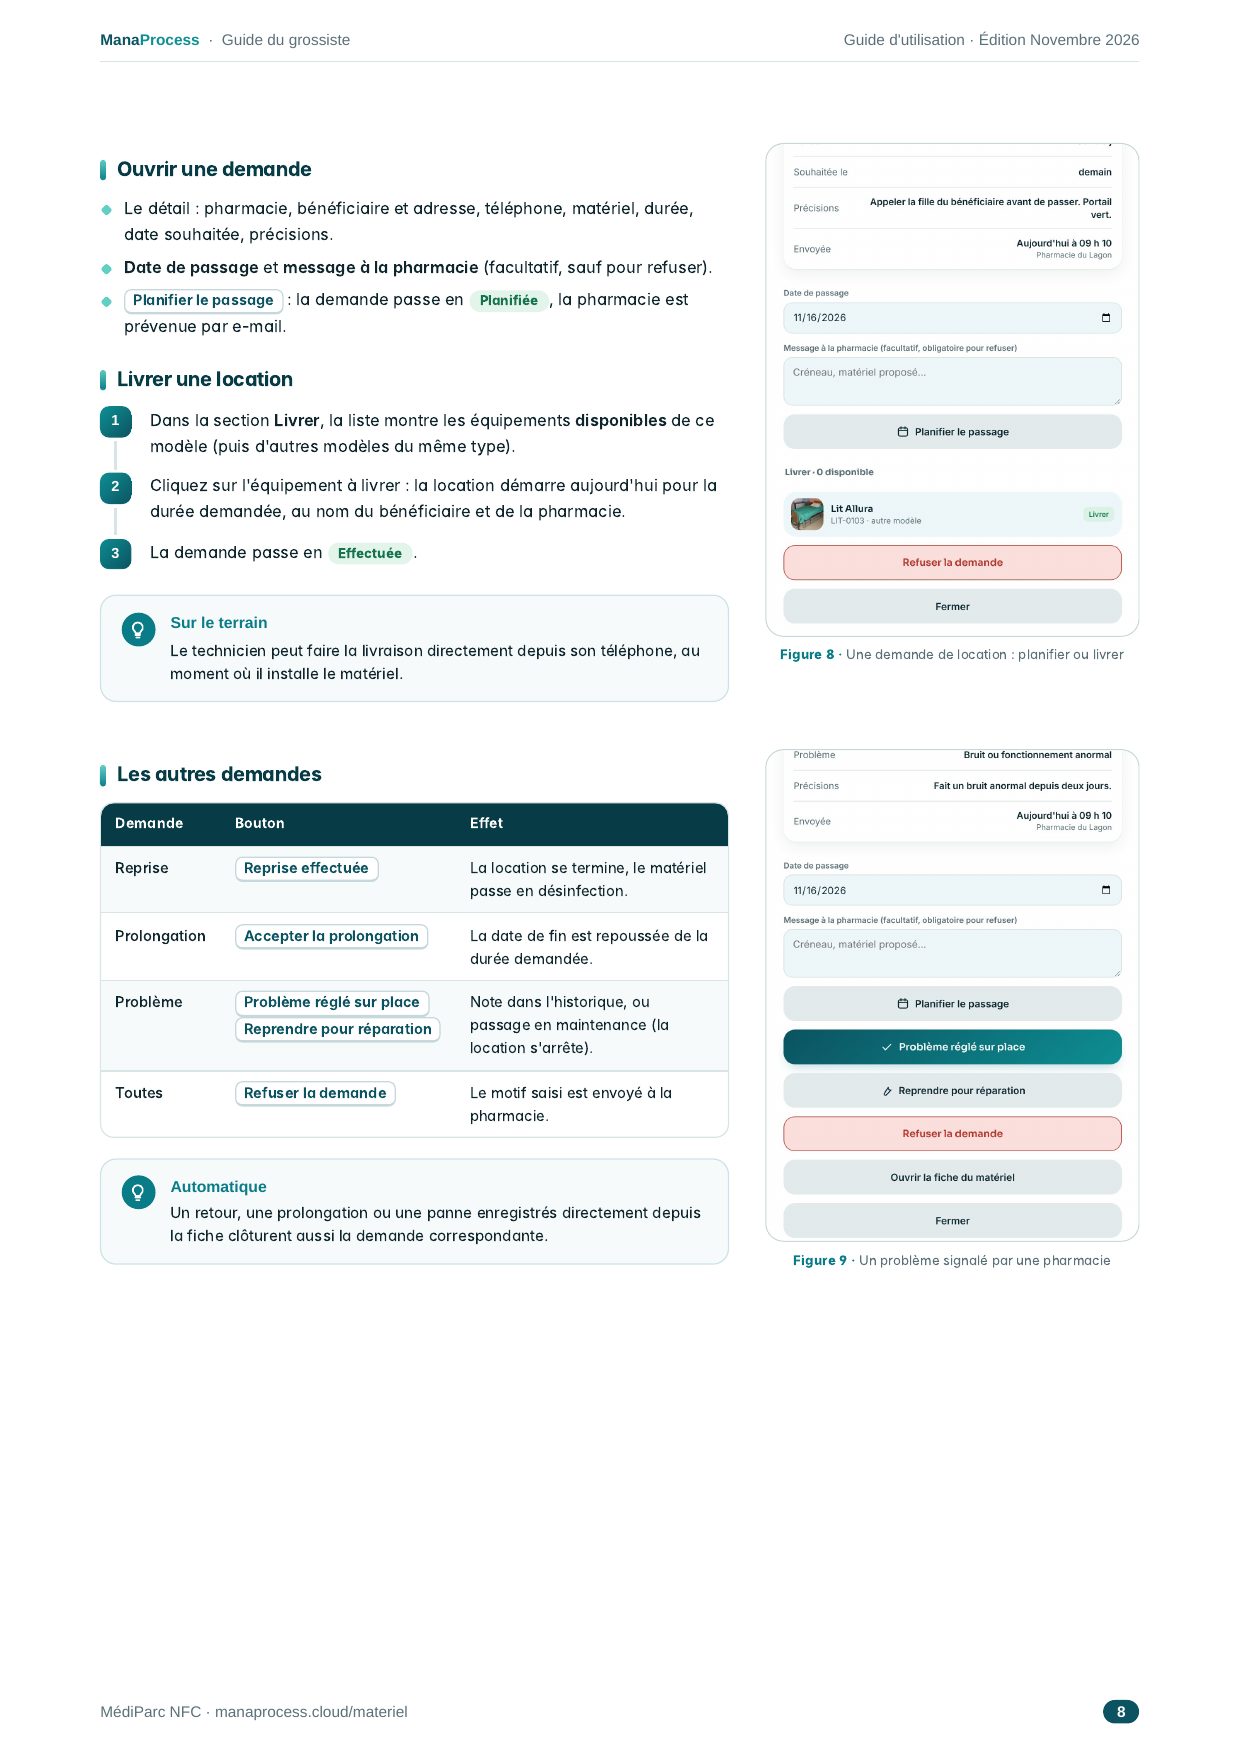 ManaProcess · Guide du grossiste
Guide d'utilisation · Édition Novembre 2026
Ouvrir une demande
Le détail : pharmacie, bénéficiaire et adresse, téléphone, matériel, durée,
date souhaitée, précisions.
Date de passage et message à la pharmacie (facultatif, sauf pour refuser).
Planifier le passage : la demande passe en Planifiée, la pharmacie est
prévenue par e-mail.
Livrer une location
1 Dans la section Livrer, la liste montre les équipements disponibles de ce
modèle (puis d'autres modèles du même type).
2 Cliquez sur l'équipement à livrer : la location démarre aujourd'hui pour la
durée demandée, au nom du bénéficiaire et de la pharmacie.
3 La demande passe en Effectuée.
Sur le terrain
Le technicien peut faire la livraison directement depuis son téléphone, au
moment où il installe le matériel.
Souhaitée le demain
Précisions Appeler la fille du bénéficiaire avant de passer. Portail
vert.
Envoyée Aujourd'hui à 09 h 10
Pharmacie du Lagon
Date de passage
11/16/2026
Message à la pharmacie (facultatif, obligatoire pour refuser)
Créneau, matériel proposé...
Planifier le passage
Livrer · 0 disponible
Lit Allura
LIT-0103 · autre modèle
Livrer
Refuser la demande
Fermer
Figure 8 · Une demande de location : planifier ou livrer
Les autres demandes
Demande Bouton Effet
Reprise Reprise effectuée La location se termine, le matériel
passe en désinfection.
Prolongation Accepter la prolongation La date de fin est repoussée de la
durée demandée.
Problème Problème réglé sur place Note dans l'historique, ou
Reprendre pour réparation passage en maintenance (la
location s'arrête).
Toutes Refuser la demande Le motif saisi est envoyé à la
pharmacie.
Automatique
Un retour, une prolongation ou une panne enregistrés directement depuis
la fiche clôturent aussi la demande correspondante.
Problème Bruit ou fonctionnement anormal
Précisions Fait un bruit anormal depuis deux jours.
Envoyée Aujourd'hui à 09 h 10
Pharmacie du Lagon
Date de passage
11/16/2026
Message à la pharmacie (facultatif, obligatoire pour refuser)
Créneau, matériel proposé...
Planifier le passage
Problème réglé sur place
Reprendre pour réparation
Refuser la demande
Ouvrir la fiche du matériel
Fermer
Figure 9 · Un problème signalé par une pharmacie
MédiParc NFC · manaprocess.cloud/materiel
8